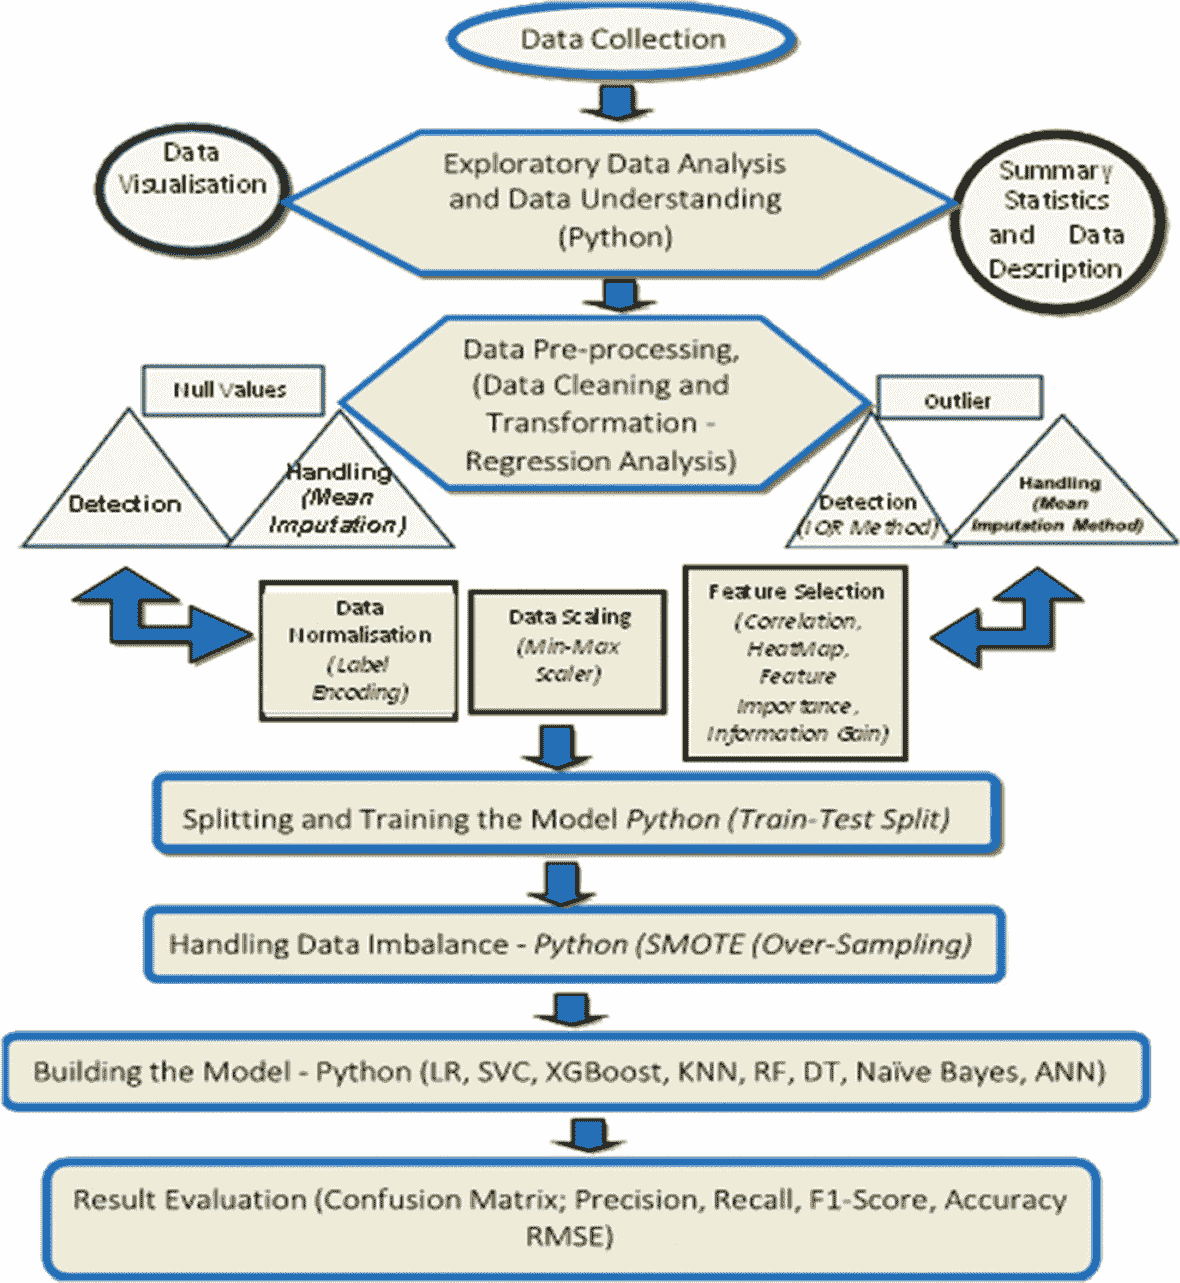 Data Collection
Data
Visualisation
Exploratory Data Analysis
and Data Understanding
(Python)
Summary
Statistics
and Data
Description
Data Pre-processing,
(Data Cleaning and
Transformation -
Regression Analysis)
Null Values
Detection
Handling
(Mean
Imputation)
Outlier
Detection
(IQR Method)
Handling
(Mean
Imputation Method)
Data
Normalisation
(Label
Encoding)
Data Scaling
(Min-Max
Scaler)
Feature Selection
(Correlation,
HeatMap,
Feature
Importance,
Information Gain)
Splitting and Training the Model Python (Train-Test Split)
Handling Data Imbalance - Python (SMOTE (Over-Sampling)
Building the Model - Python (LR, SVC, XGBoost, KNN, RF, DT, Naïve Bayes, ANN)
Result Evaluation (Confusion Matrix; Precision, Recall, F1-Score, Accuracy
RMSE)